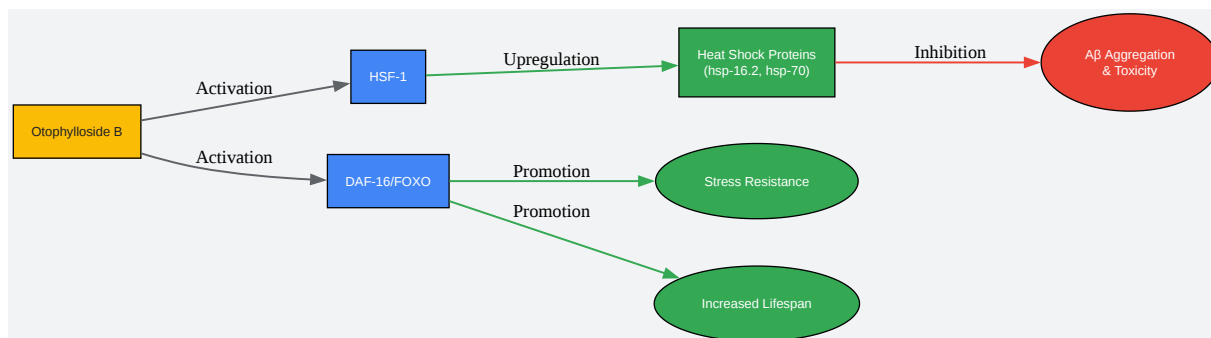 Otophylloside B
Activation
HSF-1
Upregulation
Heat Shock Proteins
(hsp-16.2, hsp-70)
Inhibition
Aβ Aggregation
& Toxicity
Activation
DAF-16/FOXO
Promotion
Stress Resistance
Promotion
Increased Lifespan